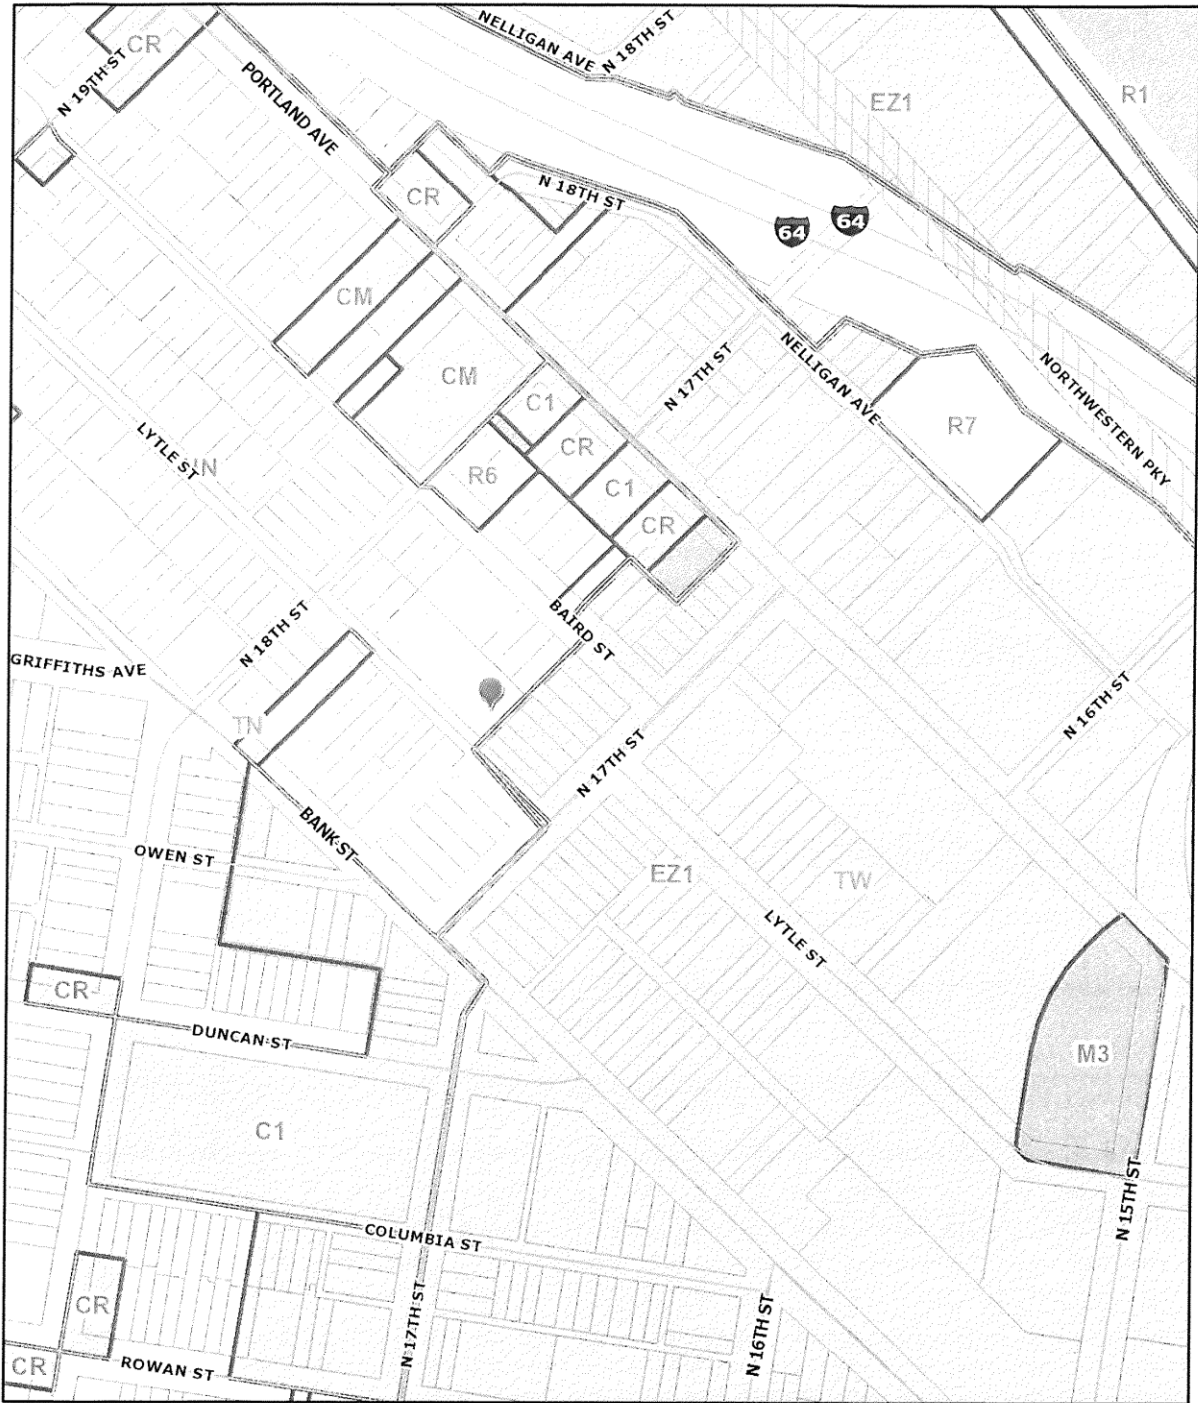 NELLIGAN AVE
N 18TH ST
CR
N 19TH ST
PORTLAND AVE
EZ1
R1
CR
N 18TH ST
64
64
CM
CM
C1
N 17TH ST
NELLIGAN AVE
NORTHWESTERN PKY
CR
R7
LYTLE ST
R6
C1
CR
BAIRD ST
N 18TH ST
GRIFFITHS AVE
TN
N 17TH ST
N 16TH ST
BANK ST
OWEN ST
EZ1
TW
LYTLE ST
CR
DUNCAN ST
M3
C1
COLUMBIA ST
N 15TH ST
CR
N 17TH ST
N 16TH ST
CR
ROWAN ST